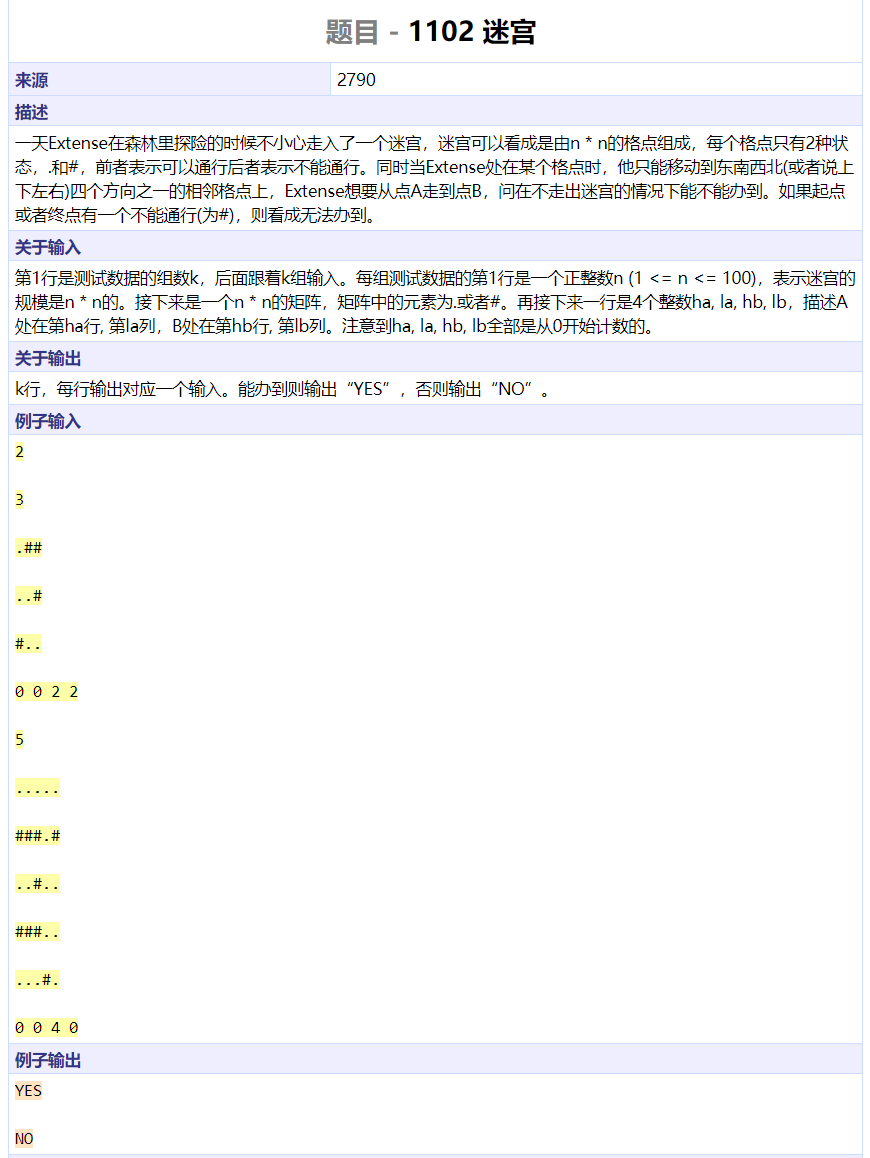 题目 - 1102 迷宫
来源 2790
描述
一天Extense在森林里探险的时候不小心走入了一个迷宫，迷宫可以看成是由n * n的格点组成，每个格点只有2种状
态，.和#，前者表示可以通行后者表示不能通行。同时当Extense处在某个格点时，他只能移动到东南西北(或者说上
下左右)四个方向之一的相邻格点上，Extense想要从点A走到点B，问在不走出迷宫的情况下能不能办到。如果起点
或者终点有一个不能通行(为#)，则看成无法办到。
关于输入
第1行是测试数据的组数k，后面跟着k组输入。每组测试数据的第1行是一个正整数n (1 <= n <= 100)，表示迷宫的
规模是n * n的。接下来是一个n * n的矩阵，矩阵中的元素为.或者#。再接下来一行是4个整数ha, la, hb, lb，描述A
处在第ha行, 第la列，B处在第hb行, 第lb列。注意到ha, la, hb, lb全部是从0开始计数的。
关于输出
k行，每行输出对应一个输入。能办到则输出“YES”，否则输出“NO”。
例子输入
2
3
.##
..#
#..
0 0 2 2
5
.....
###.#
..#..
###..
...#.
0 0 4 0
例子输出
YES
NO